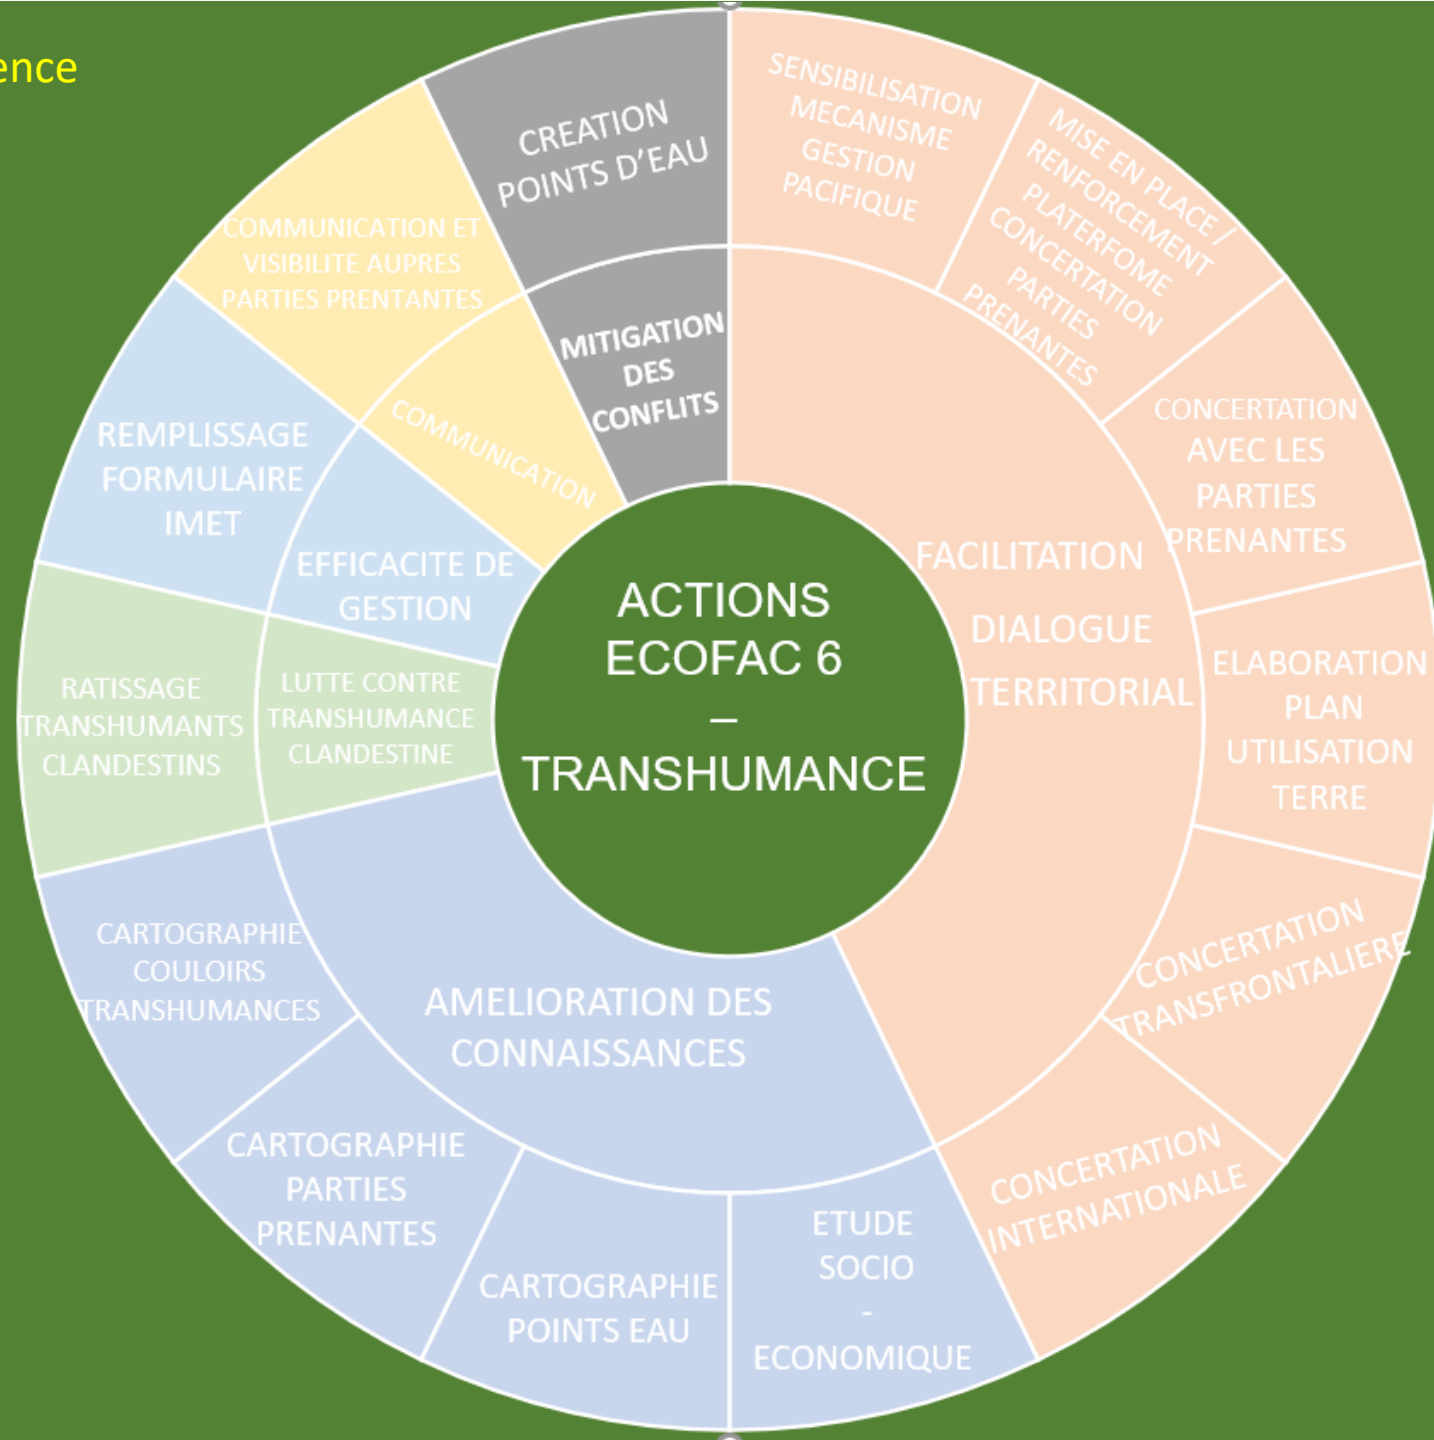 ence
CREATION
POINTS D'EAU
MITIGATION
DES
CONFLITS
SENSIBILISATION
MECANISME
GESTION
PACIFIQUE
MISE EN PLACE /
RENFORCEMENT
PLATERFOME
CONCERTATION
PARTIES
PRENANTES
CONCERTATION
AVEC LES
PARTIES
PRENANTES
FACILITATION
DIALOGUE
TERRITORIAL
ELABORATION
PLAN
UTILISATION
TERRE
CONCERTATION
TRANSFRONTALIERE
CONCERTATION
INTERNATIONALE
ETUDE
SOCIO
-
ECONOMIQUE
CARTOGRAPHIE
POINTS EAU
CARTOGRAPHIE
PARTIES
PRENANTES
CARTOGRAPHIE
COULOIRS
TRANSHUMANCES
AMELIORATION DES
CONNAISSANCES
RATISSAGE
TRANSHUMANTS
CLANDESTINS
LUTTE CONTRE
TRANSHUMANCE
CLANDESTINE
REMPLISSAGE
FORMULAIRE
IMET
EFFICACITE DE
GESTION
COMMUNICATION ET
VISIBILITE AUPRES
PARTIES PRENTANTES
COMMUNICATION
ACTIONS
ECOFAC 6
–
TRANSHUMANCE